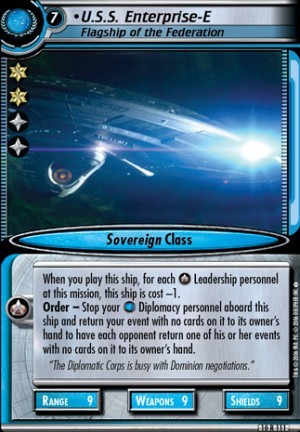 7 •U.S.S. Enterprise-E
Flagship of the Federation
Sovereign Class
When you play this ship, for each Leadership personnel
at this mission, this ship is cost –1.
Order – Stop your Diplomacy personnel aboard this
ship and return your event with no cards on it to its owner's
hand to have each opponent return one of his or her events
with no cards on it to its owner's hand.
"The Diplomatic Corps is busy with Dominion negotiations."
RANGE 9 WEAPONS 9 SHIELDS 9